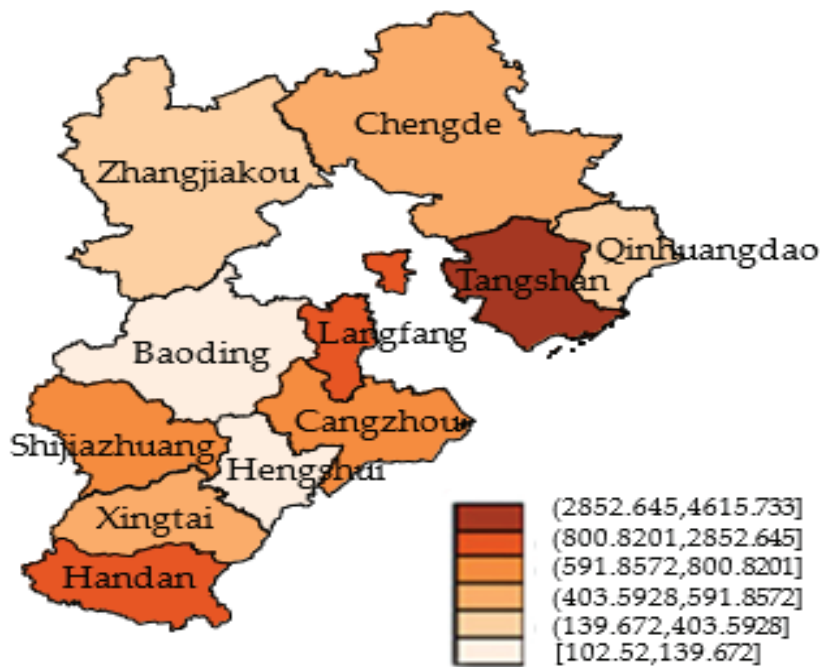 Chengde
Zhangjiakou
Qinhuangdao
Tangshan
Langfang
Baoding
Cangzhou
Shijiazhuang
Hengshui
Xingtai
Handan
(2852.645,4615.733]
(800.8201,2852.645]
(591.8572,800.8201]
(403.5928,591.8572]
(139.672,403.5928]
[102.52,139.672]